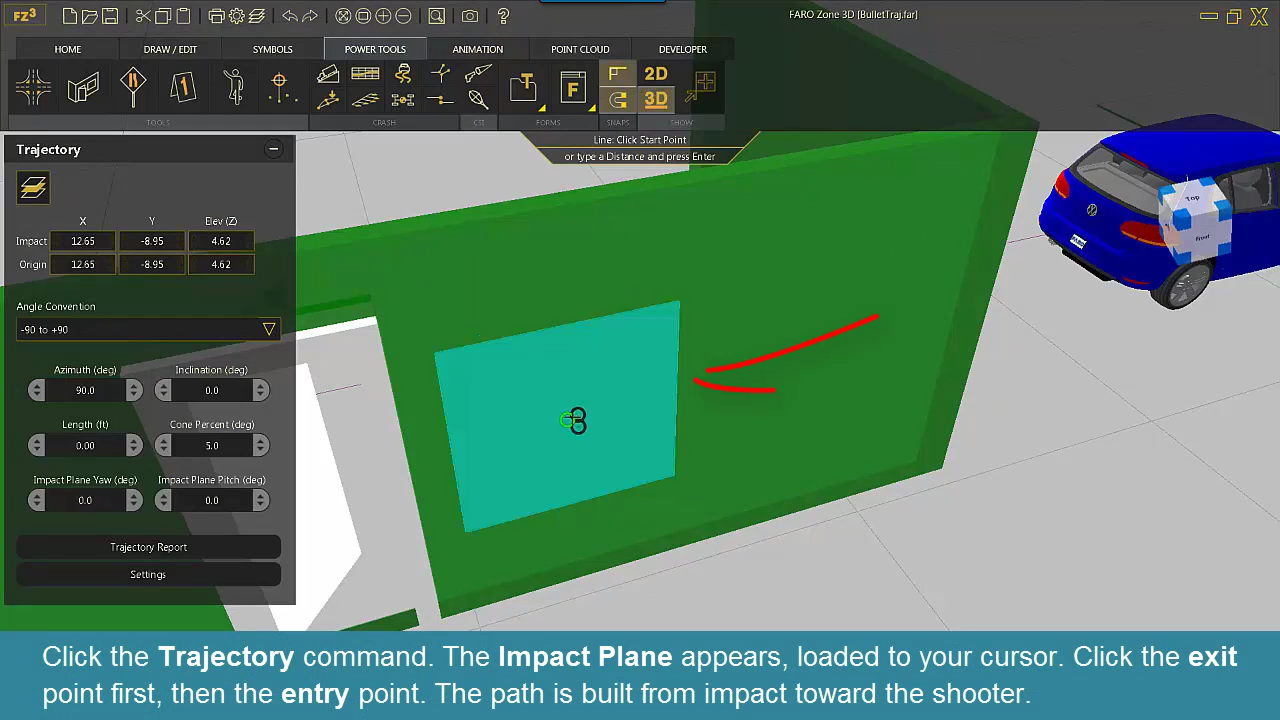 FZ³
FARO Zone 3D [BulletTraj.far]
HOME
DRAW / EDIT
SYMBOLS
POWER TOOLS
ANIMATION
POINT CLOUD
DEVELOPER
2D
3D
TOOLS
CRASH
CSI
FORMS
SNAPS
SHOW
Line: Click Start Point
or type a Distance and press Enter
Trajectory
X Y Elev (Z)
Impact 12.65 -8.95 4.62
Origin 12.65 -8.95 4.62
Angle Convention
-90 to +90
Azimuth (deg) Inclination (deg)
90.0 0.0
Length (ft) Cone Percent (deg)
0.00 5.0
Impact Plane Yaw (deg) Impact Plane Pitch (deg)
0.0 0.0
Trajectory Report
Settings
Top
Front
Click the Trajectory command. The Impact Plane appears, loaded to your cursor. Click the exit
point first, then the entry point. The path is built from impact toward the shooter.